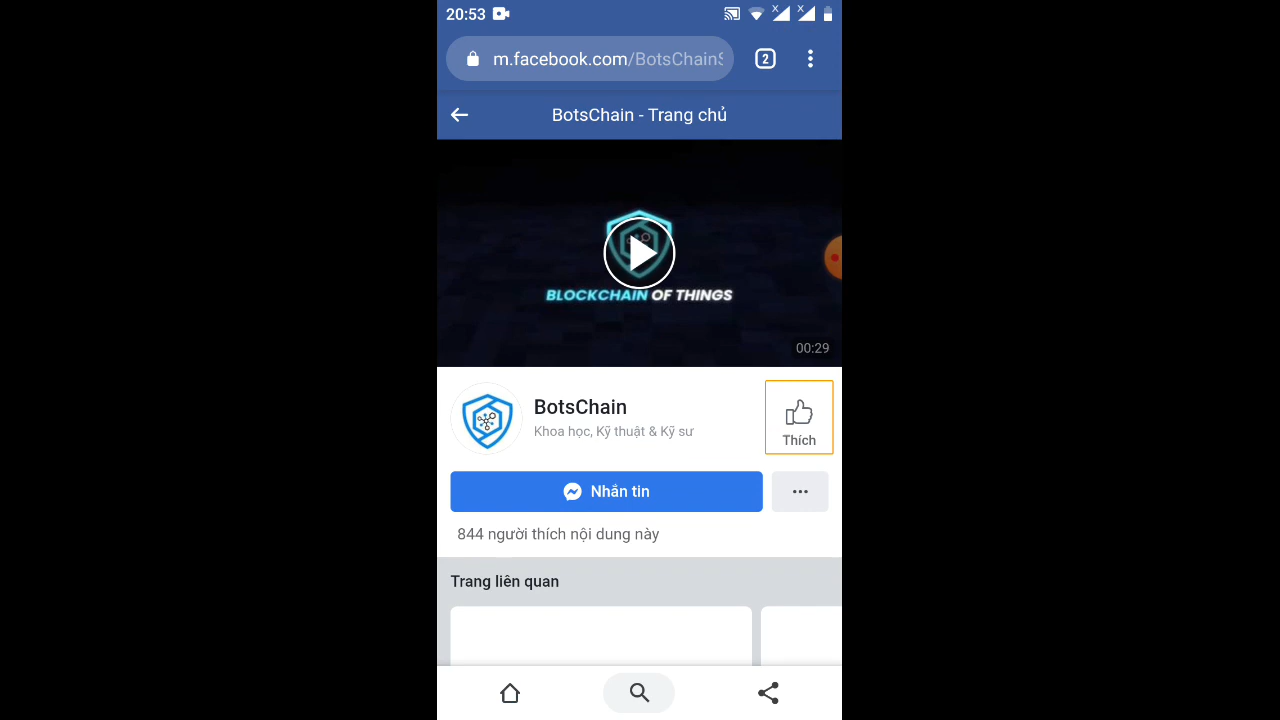 20:53
m.facebook.com/BotsChainS
2
BotsChain - Trang chủ
BLOCKCHAIN OF THINGS
00:29
BotsChain
Khoa học, Kỹ thuật & Kỹ sư
Thích
Nhắn tin
844 người thích nội dung này
Trang liên quan